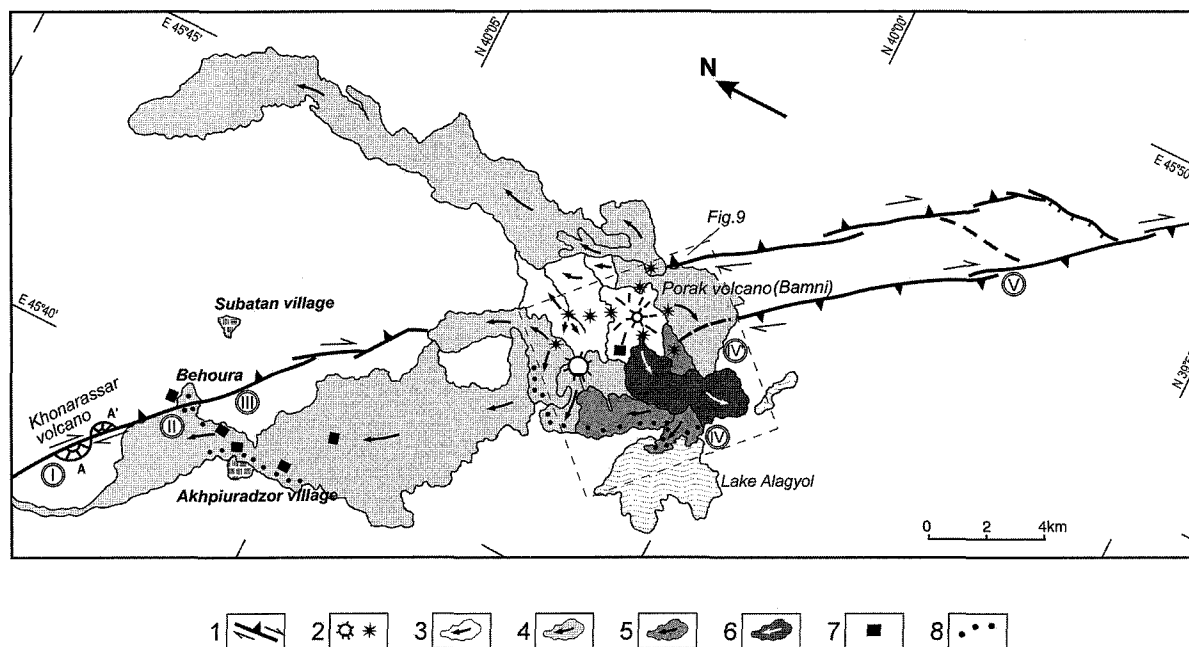 E 45°45'
N 40°05'
N 40°00'
N
E 45°50'
Fig.9
Porak volcano(Bamni)
E 45°40'
Subatan village
Behoura
Khonarassar
volcano
A'
A
I
II
III
IV'
IV
V
N 39°5
Akhpiuradzor village
Lake Alagyol
0 2 4km
1 2 3 4 5 6 7 8